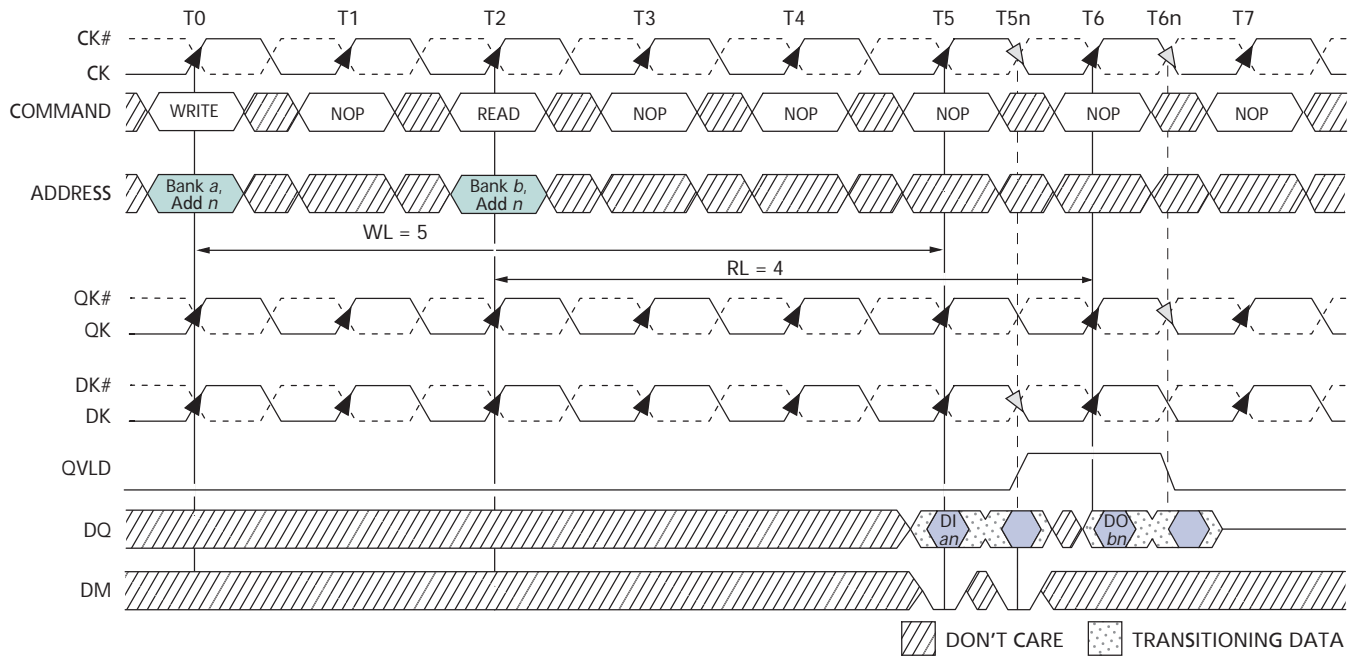 T0 T1 T2 T3 T4 T5 T5n T6 T6n T7
CK#
CK
COMMAND WRITE NOP READ NOP NOP NOP NOP NOP
ADDRESS Bank a, Add n Bank b, Add n
WL = 5
RL = 4
QK#
QK
DK#
DK
QVLD
DQ DI an DO bn
DM
DON'T CARE TRANSITIONING DATA